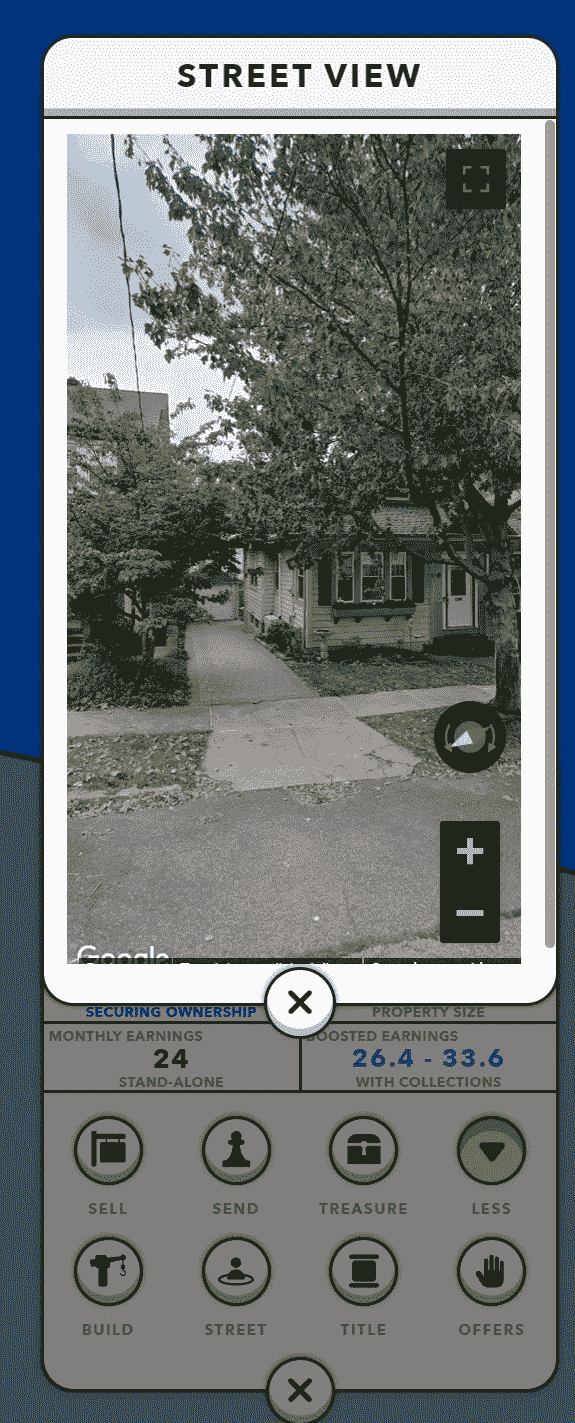 STREET VIEW
Google
SECURING OWNERSHIP
PROPERTY SIZE
MONTHLY EARNINGS
BOOSTED EARNINGS
24
26.4 - 33.6
STAND-ALONE
WITH COLLECTIONS
SELL
SEND
TREASURE
LESS
BUILD
STREET
TITLE
OFFERS